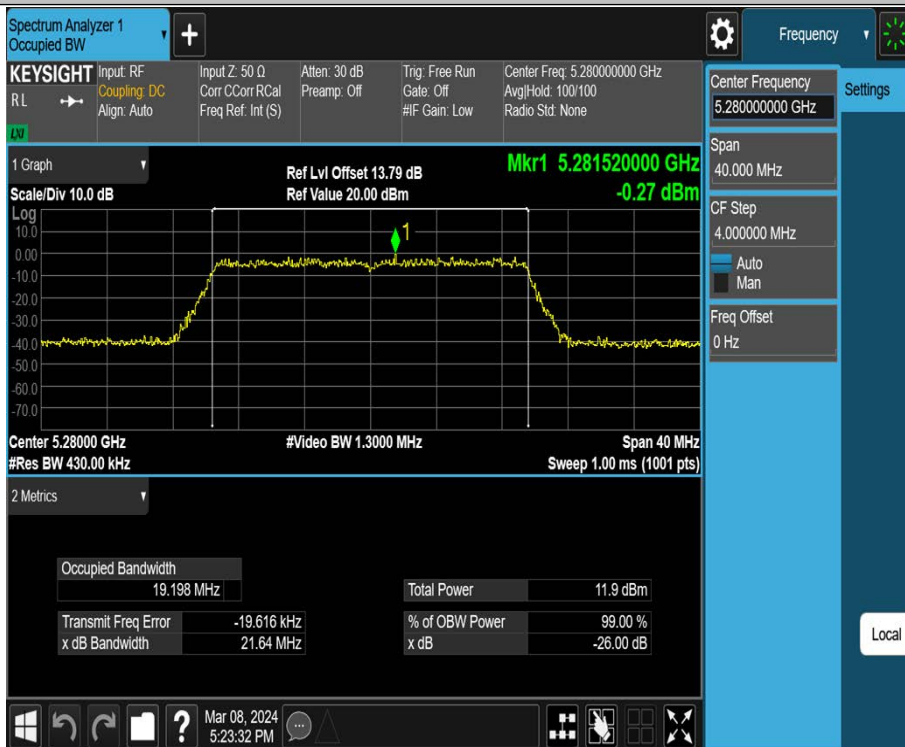 Spectrum Analyzer 1
Occupied BW
+
Frequency
KEYSIGHT
R L
LXI
Input: RF
Coupling: DC
Align: Auto
Input Z: 50 Ω
Corr CCorr RCal
Freq Ref: Int (S)
Atten: 30 dB
Preamp: Off
Trig: Free Run
Gate: Off
#IF Gain: Low
Center Freq: 5.280000000 GHz
Avg|Hold: 100/100
Radio Std: None
Center Frequency
5.280000000 GHz
Settings
Span
40.000 MHz
CF Step
4.000000 MHz
Auto
Man
Freq Offset
0 Hz
1 Graph
Scale/Div 10.0 dB
Ref Lvl Offset 13.79 dB
Ref Value 20.00 dBm
Mkr1 5.281520000 GHz
-0.27 dBm
Log
10.0
0.00
-10.0
-20.0
-30.0
-40.0
-50.0
-60.0
-70.0
1
Center 5.28000 GHz
#Video BW 1.3000 MHz
Span 40 MHz
#Res BW 430.00 kHz
Sweep 1.00 ms (1001 pts)
2 Metrics
Occupied Bandwidth
19.198 MHz
Total Power 11.9 dBm
Transmit Freq Error -19.616 kHz
% of OBW Power 99.00 %
x dB Bandwidth 21.64 MHz
x dB -26.00 dB
Local
?
Mar 08, 2024
5:23:32 PM